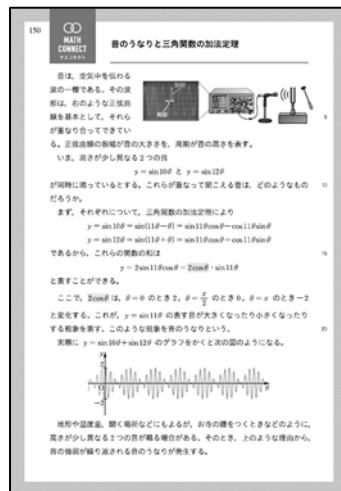 150
MATH
CONNECT
マスコネクト
音のうなりと三角関数の加法定理
音は，空気中を伝わる
波の一種である。その波
形は，右のような正弦曲
線を基本として，それら
が重なり合ってできてい
る。正弦曲線の振幅が音の大きさを，周期が音の高さを表す。
5
いま，高さが少し異なる2つの音
y=sin10θ と y=sin12θ
が同時に鳴っているとする。これらが重なって聞こえる音は，どのようなもの
10
だろうか。
まず，それぞれについて，三角関数の加法定理により
y=sin10θ=sin(11θ−θ)=sin11θcosθ−cos11θsinθ
y=sin12θ=sin(11θ+θ)=sin11θcosθ+cos11θsinθ
であるから，これらの関数の和は
15
y=2sin11θcosθ=2cosθ・sin11θ
と表すことができる。
ここで，2cosθ は，θ=0 のとき 2，θ=π/2 のとき 0，θ=π のとき −2
と変化する。これが，y=sin11θ の表す音が大きくなったり小さくなったり
する現象を表す。このような現象を音のうなりという。
20
実際に y=sin10θ+sin12θ のグラフをかくと次の図のようになる。
y
θ
地形や温度差，聞く場所などにもよるが，お寺の鐘をつくときなどのように，
高さが少し異なる2つの音が鳴る場合がある。そのとき，上のような理由から，
音の強弱が繰り返される音のうなりが発生する。